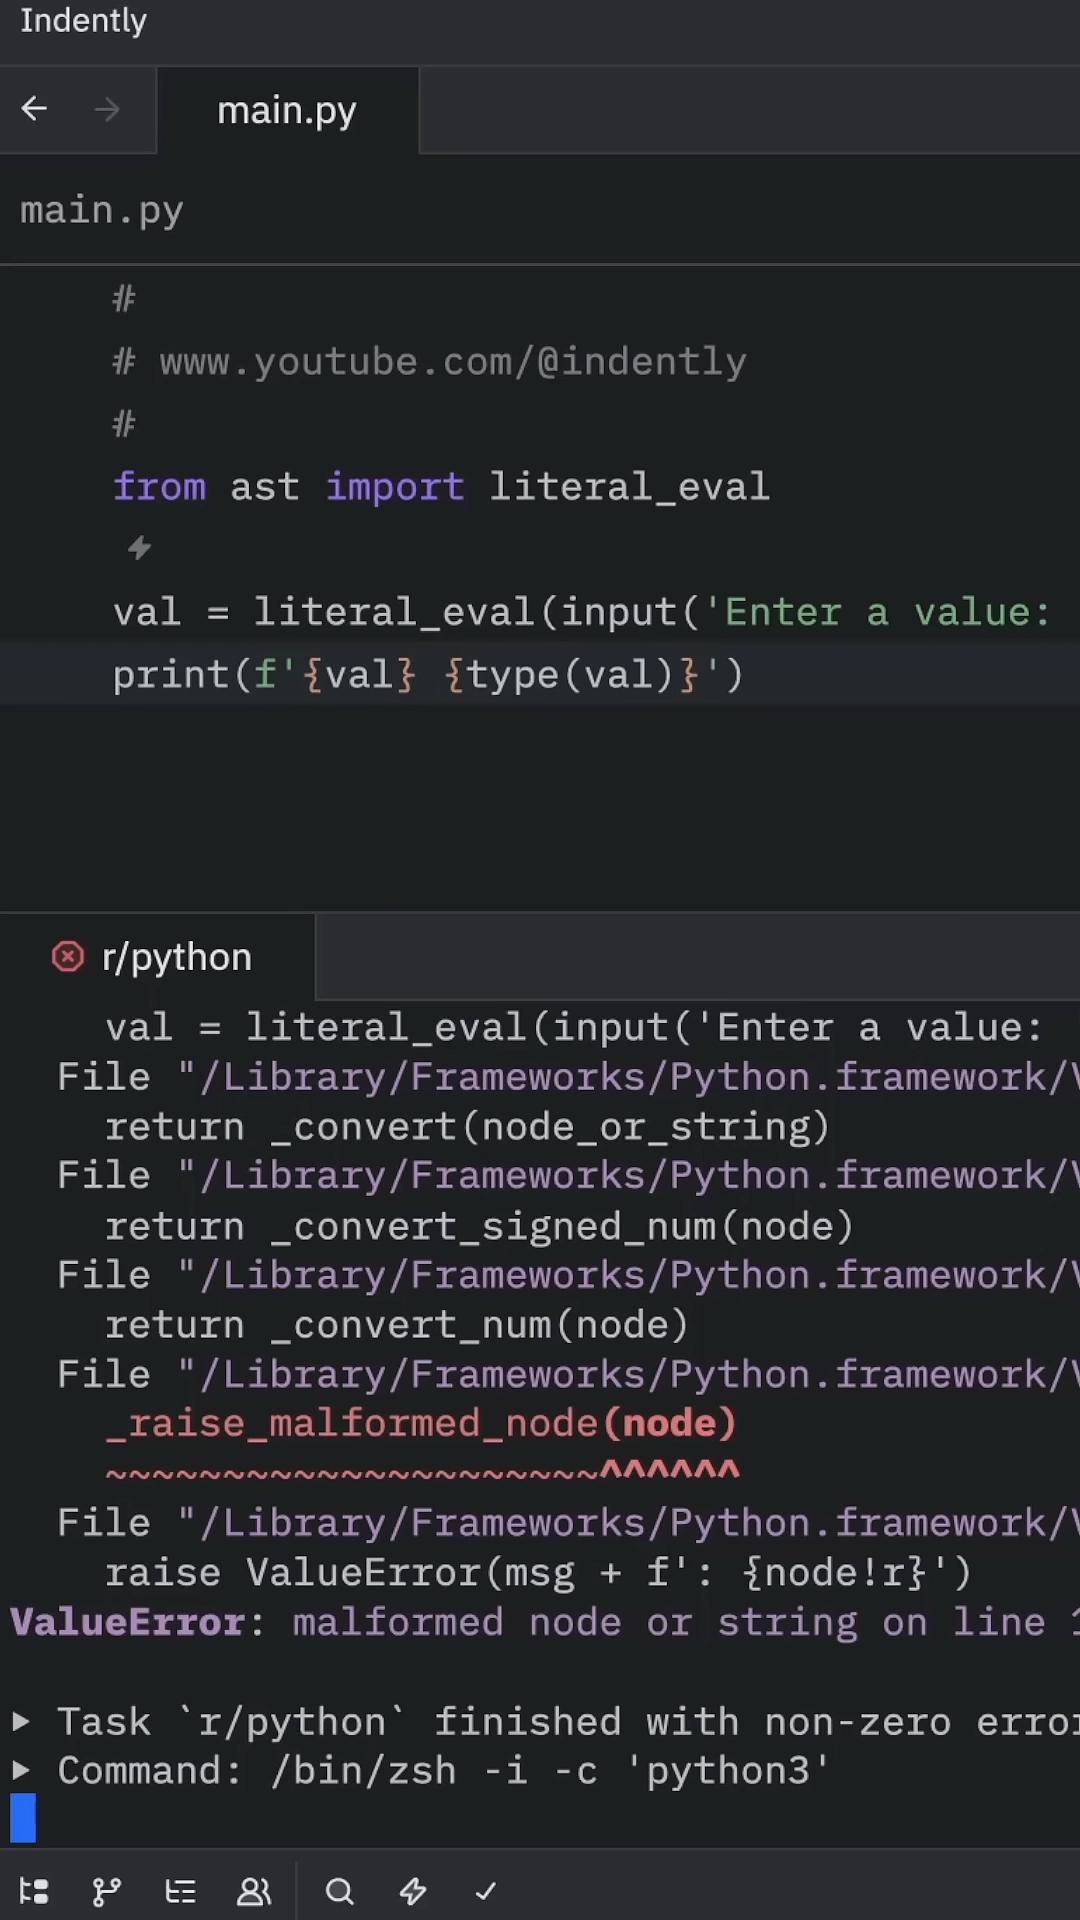 Indently
main.py
main.py
#
# www.youtube.com/@indently
#
from ast import literal_eval
val = literal_eval(input('Enter a value:
print(f'{val} {type(val)}')
r/python
val = literal_eval(input('Enter a value:
File "/Library/Frameworks/Python.framework/
return _convert(node_or_string)
File "/Library/Frameworks/Python.framework/
return _convert_signed_num(node)
File "/Library/Frameworks/Python.framework/
return _convert_num(node)
File "/Library/Frameworks/Python.framework/
_raise_malformed_node(node)
~~~~~~~~~~~~~~~~~~~~~^^^^^^
File "/Library/Frameworks/Python.framework/
raise ValueError(msg + f': {node!r}')
ValueError: malformed node or string on line
Task `r/python` finished with non-zero error
Command: /bin/zsh -i -c 'python3'